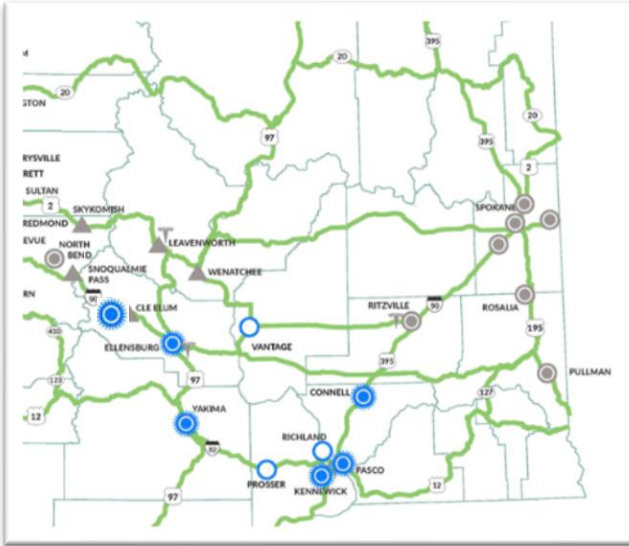 M
395
20
20
GTON
97
395
20
RYSVILLE
2
RETT
SULTAN
2
SKYKOMISH
SPOKANE
REDMOND
LEAVENWORTH
EVUE
NORTH
BEND
SNOQUALMIE
PASS
WENATCHEE
RN
90
CLE ELUM
RITZVILLE
90
ROSALIA
410
ELLENSBURG
VANTAGE
195
395
97
PULLMAN
123
CONNELL
127
12
YAKIMA
RICHLAND
82
PASCO
PROSSER
KENNEWICK
12
97